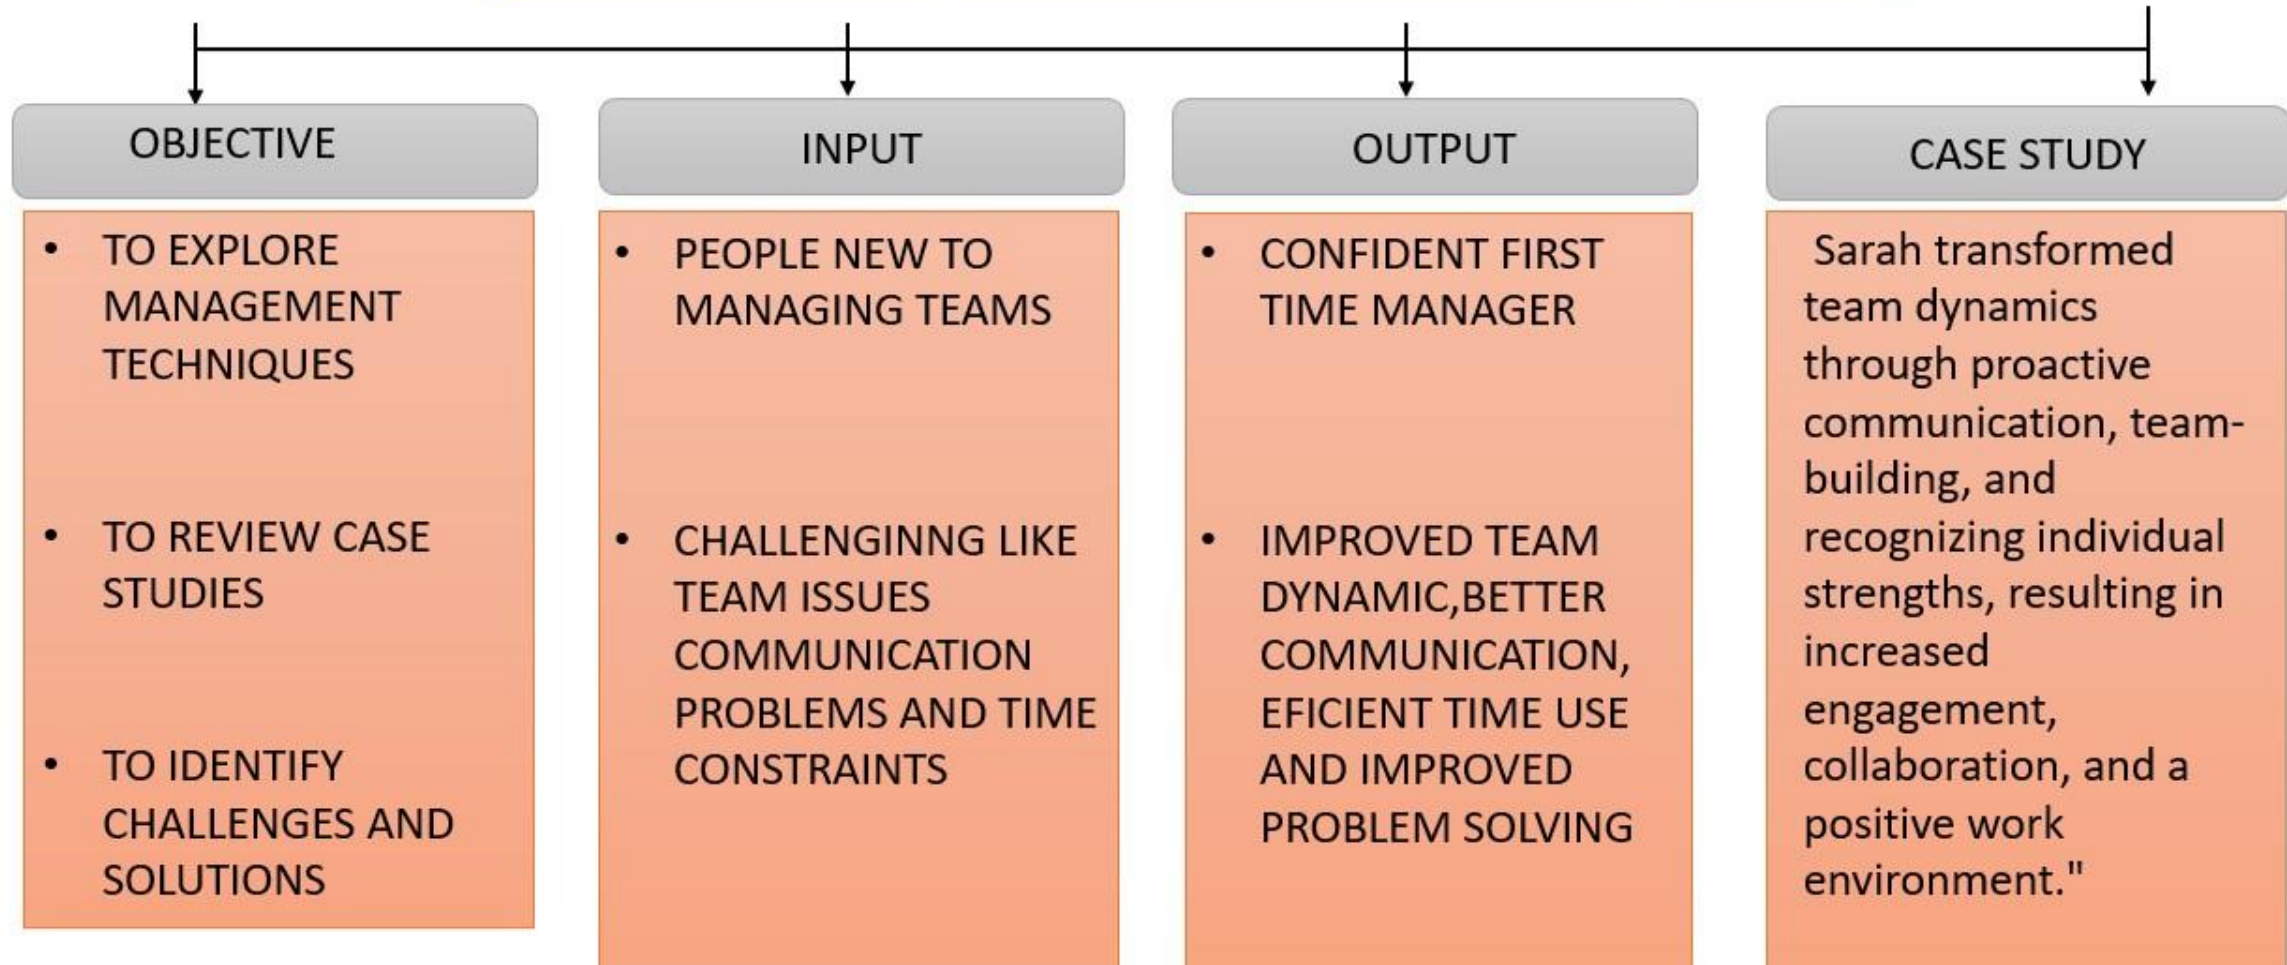 OBJECTIVE
• TO EXPLORE
MANAGEMENT
TECHNIQUES
• TO REVIEW CASE
STUDIES
• TO IDENTIFY
CHALLENGES AND
SOLUTIONS
INPUT
• PEOPLE NEW TO
MANAGING TEAMS
• CHALLENGINNG LIKE
TEAM ISSUES
COMMUNICATION
PROBLEMS AND TIME
CONSTRAINTS
OUTPUT
• CONFIDENT FIRST
TIME MANAGER
• IMPROVED TEAM
DYNAMIC,BETTER
COMMUNICATION,
EFICIENT TIME USE
AND IMPROVED
PROBLEM SOLVING
CASE STUDY
Sarah transformed
team dynamics
through proactive
communication, team-
building, and
recognizing individual
strengths, resulting in
increased
engagement,
collaboration, and a
positive work
environment."